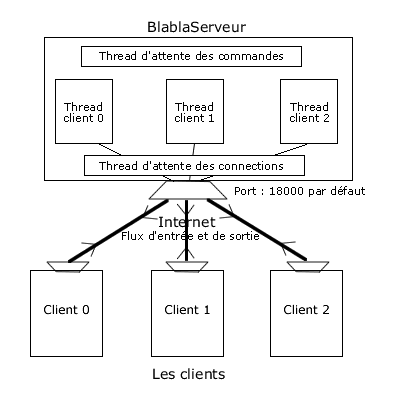 BlablaServeur
Thread d'attente des commandes
Thread
client 0
Thread
client 1
Thread
client 2
Thread d'attente des connections
Port : 18000 par défaut
Internet
Flux d'entrée et de sortie
Client 0
Client 1
Client 2
Les clients